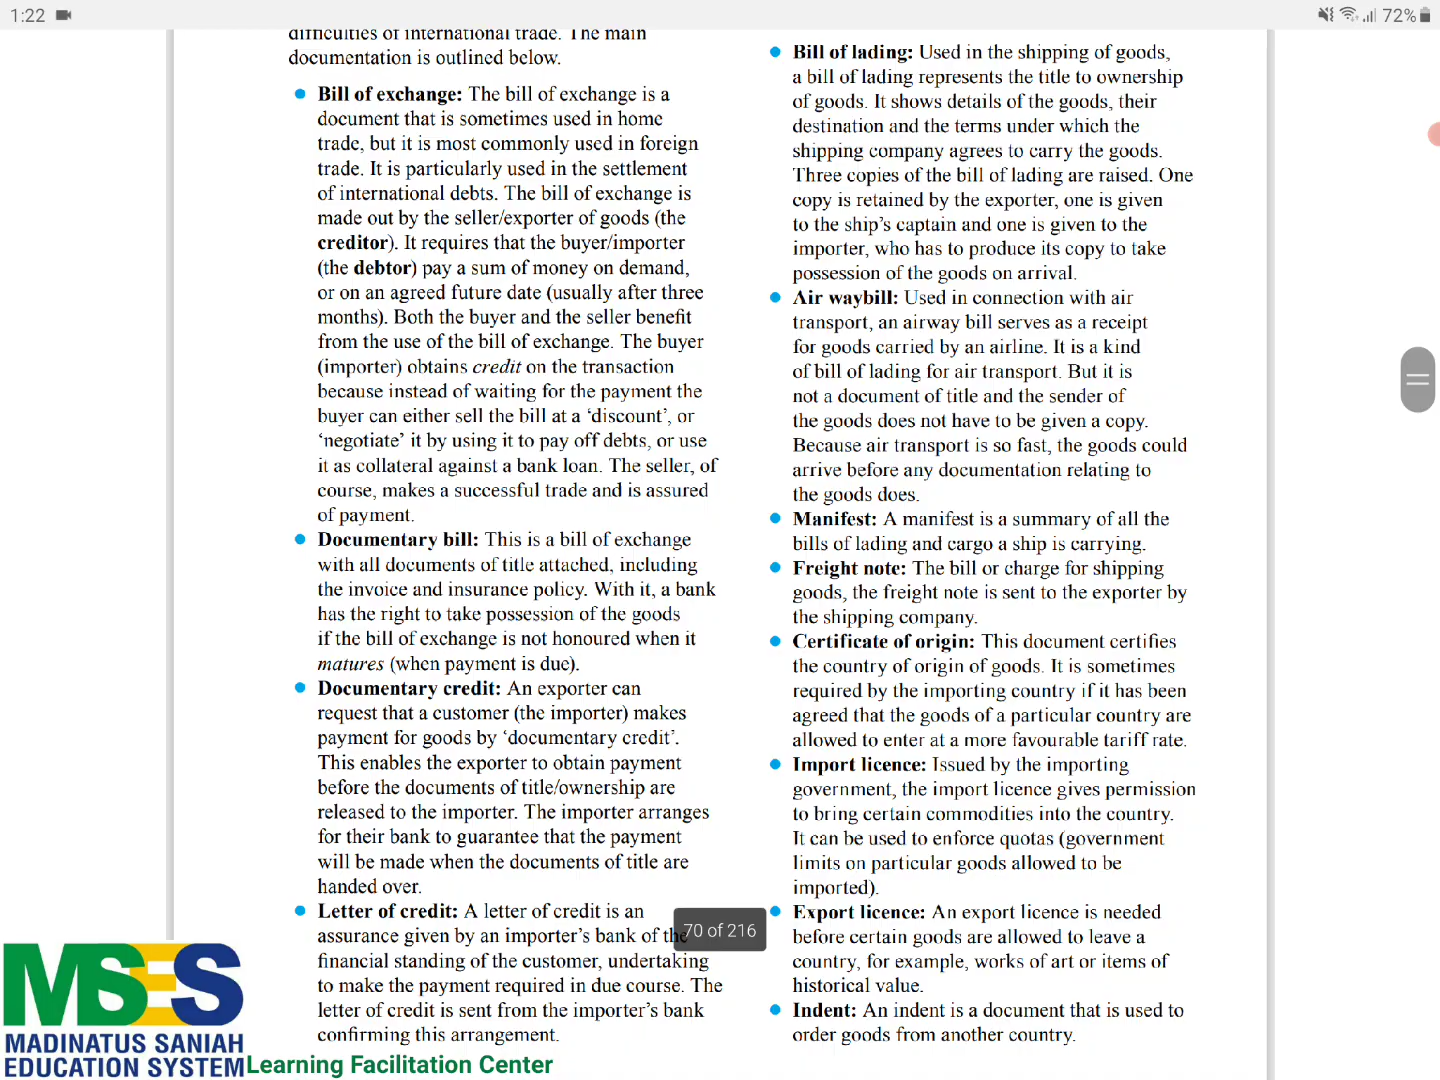 1:22
72%
difficulties of international trade. The main
documentation is outlined below.
Bill of exchange: The bill of exchange is a
document that is sometimes used in home
trade, but it is most commonly used in foreign
trade. It is particularly used in the settlement
of international debts. The bill of exchange is
made out by the seller/exporter of goods (the
creditor). It requires that the buyer/importer
(the debtor) pay a sum of money on demand,
or on an agreed future date (usually after three
months). Both the buyer and the seller benefit
from the use of the bill of exchange. The buyer
(importer) obtains credit on the transaction
because instead of waiting for the payment the
buyer can either sell the bill at a ‘discount’, or
‘negotiate’ it by using it to pay off debts, or use
it as collateral against a bank loan. The seller, of
course, makes a successful trade and is assured
of payment.
Documentary bill: This is a bill of exchange
with all documents of title attached, including
the invoice and insurance policy. With it, a bank
has the right to take possession of the goods
if the bill of exchange is not honoured when it
matures (when payment is due).
Documentary credit: An exporter can
request that a customer (the importer) makes
payment for goods by ‘documentary credit’.
This enables the exporter to obtain payment
before the documents of title/ownership are
released to the importer. The importer arranges
for their bank to guarantee that the payment
will be made when the documents of title are
handed over.
Letter of credit: A letter of credit is an
assurance given by an importer’s bank of the
financial standing of the customer, undertaking
to make the payment required in due course. The
letter of credit is sent from the importer’s bank
confirming this arrangement.
Bill of lading: Used in the shipping of goods,
a bill of lading represents the title to ownership
of goods. It shows details of the goods, their
destination and the terms under which the
shipping company agrees to carry the goods.
Three copies of the bill of lading are raised. One
copy is retained by the exporter, one is given
to the ship’s captain and one is given to the
importer, who has to produce its copy to take
possession of the goods on arrival.
Air waybill: Used in connection with air
transport, an airway bill serves as a receipt
for goods carried by an airline. It is a kind
of bill of lading for air transport. But it is
not a document of title and the sender of
the goods does not have to be given a copy.
Because air transport is so fast, the goods could
arrive before any documentation relating to
the goods does.
Manifest: A manifest is a summary of all the
bills of lading and cargo a ship is carrying.
Freight note: The bill or charge for shipping
goods, the freight note is sent to the exporter by
the shipping company.
Certificate of origin: This document certifies
the country of origin of goods. It is sometimes
required by the importing country if it has been
agreed that the goods of a particular country are
allowed to enter at a more favourable tariff rate.
Import licence: Issued by the importing
government, the import licence gives permission
to bring certain commodities into the country.
It can be used to enforce quotas (government
limits on particular goods allowed to be
imported).
Export licence: An export licence is needed
before certain goods are allowed to leave a
country, for example, works of art or items of
historical value.
Indent: An indent is a document that is used to
order goods from another country.
70 of 216
MSES
MADINATUS SANIAH
EDUCATION SYSTEM
Learning Facilitation Center